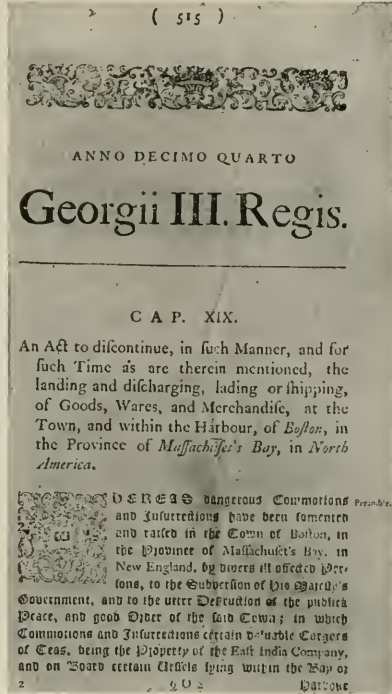 ( 515 )
ANNO DECIMO QUARTO
Georgii III. Regis.
CAP. XIX.
An Act to diſcontinue, in ſuch Manner, and for
ſuch Time as are therein mentioned, the
landing and diſcharging, lading or ſhipping,
of Goods, Wares, and Merchandiſe, at the
Town, and within the Harbour, of Boſton, in
the Province of Maſſachuſet's Bay, in North
America.
WHEREAS dangerous Commotions Preamble.
and Inſurrections have been fomented
and raiſed in the Town of Boſton, in
the Province of Maſſachuſet's Bay, in
New England, by divers ill affected Per-
ſons, to the Subverſion of His Majeſty's
Government, and to the utter Deſtruction of the publick
Peace, and good Order of the ſaid Town; in which
Commotions and Inſurrections certain valuable Cargoes
of Teas, being the Property of the Eaſt India Company,
and on Board certain Veſſels lying within the Bay or
2 Harbour